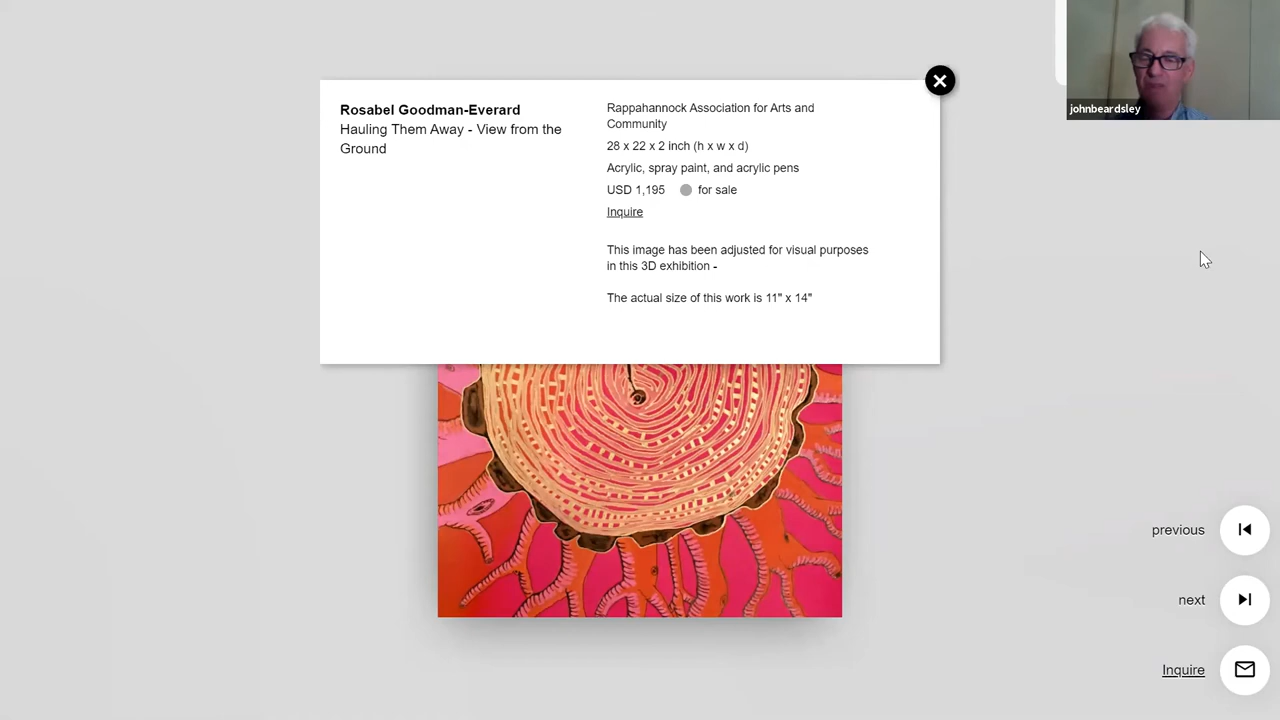 Rosabel Goodman-Everard
Hauling Them Away - View from the
Ground
Rappahannock Association for Arts and
Community
28 x 22 x 2 inch (h x w x d)
Acrylic, spray paint, and acrylic pens
USD 1,195 for sale
Inquire
This image has been adjusted for visual purposes
in this 3D exhibition -
The actual size of this work is 11" x 14"
johnbeardsley
previous
next
Inquire